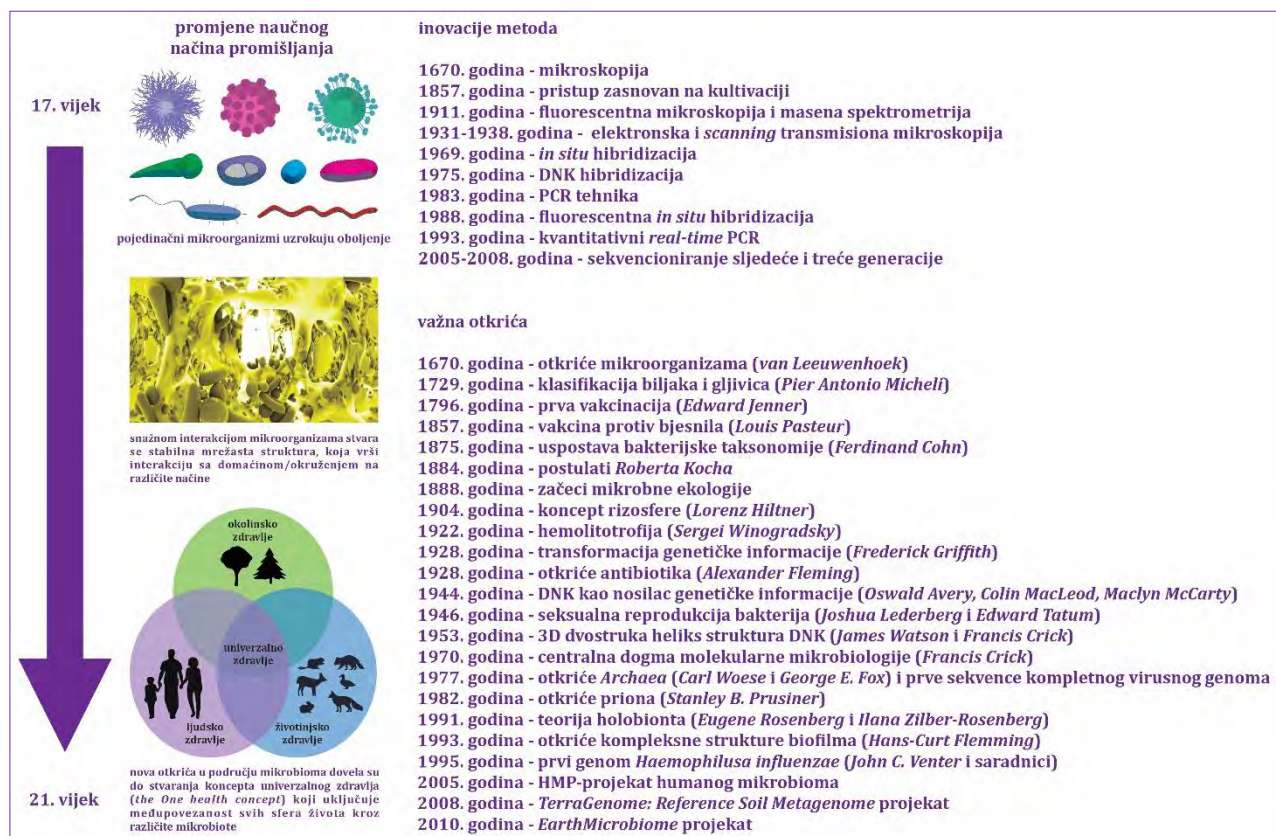 promjene naučnog
načina promišljanja
17. vijek
pojedinačni mikroorganizmi uzrokuju oboljenje
snažnom interakcijom mikroorganizama stvara
se stabilna mrežasta struktura, koja vrši
interakciju sa domaćinom/okruženjem na
različite načine
okolinsko
zdravlje
univerzalno
zdravlje
ljudsko
zdravlje
životinjsko
zdravlje
21. vijek
nova otkrića u području mikrobioma dovela su
do stvaranja koncepta univerzalnog zdravlja
(the One health concept) koji uključuje
međupovezanost svih sfera života kroz
različite mikrobiote
inovacije metoda
1670. godina - mikroskopija
1857. godina - pristup zasnovan na kultivaciji
1911. godina - fluorescentna mikroskopija i masena spektrometrija
1931-1938. godina - elektronska i scanning transmisiona mikroskopija
1969. godina - in situ hibridizacija
1975. godina - DNK hibridizacija
1983. godina - PCR tehnika
1988. godina - fluorescentna in situ hibridizacija
1993. godina - kvantitativni real-time PCR
2005-2008. godina - sekvencioniranje sljedeće i treće generacije
važna otkrića
1670. godina - otkriće mikroorganizama (van Leeuwenhoek)
1729. godina - klasifikacija biljaka i gljivica (Pier Antonio Micheli)
1796. godina - prva vakcinacija (Edward Jenner)
1857. godina - vakcina protiv bjesnila (Louis Pasteur)
1875. godina - uspostava bakterijske taksonomije (Ferdinand Cohn)
1884. godina - postulati Roberta Kocha
1888. godina - začeci mikrobne ekologije
1904. godina - koncept rizosfere (Lorenz Hiltner)
1922. godina - hemolitotrofija (Sergei Winogradsky)
1928. godina - transformacija genetičke informacije (Frederick Griffith)
1928. godina - otkriće antibiotika (Alexander Fleming)
1944. godina - DNK kao nosilac genetičke informacije (Oswald Avery, Colin MacLeod, Maclyn McCarty)
1946. godina - seksualna reprodukcija bakterija (Joshua Lederberg i Edward Tatum)
1953. godina - 3D dvostruka heliks struktura DNK (James Watson i Francis Crick)
1970. godina - centralna dogma molekularne mikrobiologije (Francis Crick)
1977. godina - otkriće Archaea (Carl Woese i George E. Fox) i prve sekvence kompletnog virusnog genoma
1982. godina - otkriće priona (Stanley B. Prusiner)
1991. godina - teorija holobionta (Eugene Rosenberg i Ilana Zilber-Rosenberg)
1993. godina - otkriće kompleksne strukture biofilma (Hans-Curt Flemming)
1995. godina - prvi genom Haemophilusa influenzae (John C. Venter i saradnici)
2005. godina - HMP-projekat humanog mikrobioma
2008. godina - TerraGenome: Reference Soil Metagenome projekat
2010. godina - EarthMicrobiome projekat